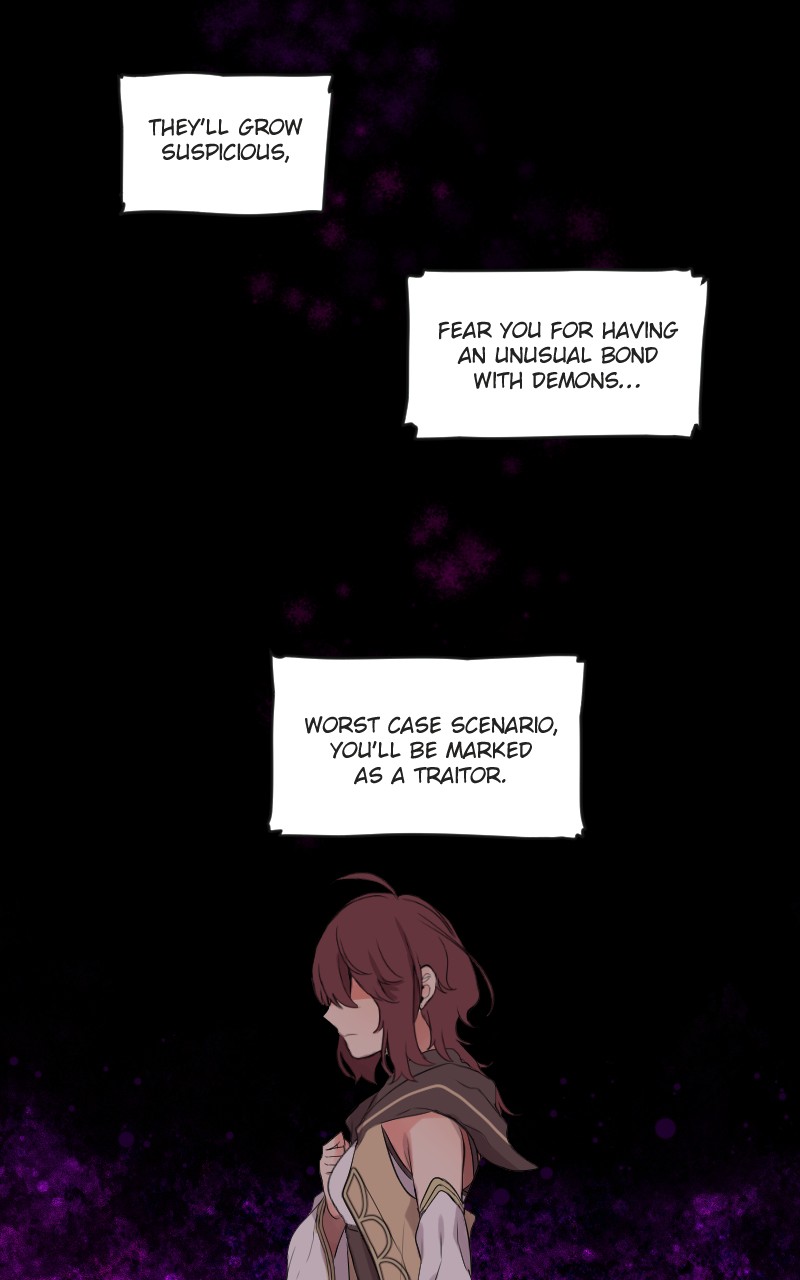 THEY'LL GROW
SUSPICIOUS,
FEAR YOU FOR HAVING
AN UNUSUAL BOND
WITH DEMONS...
WORST CASE SCENARIO,
YOU'LL BE MARKED
AS A TRAITOR.